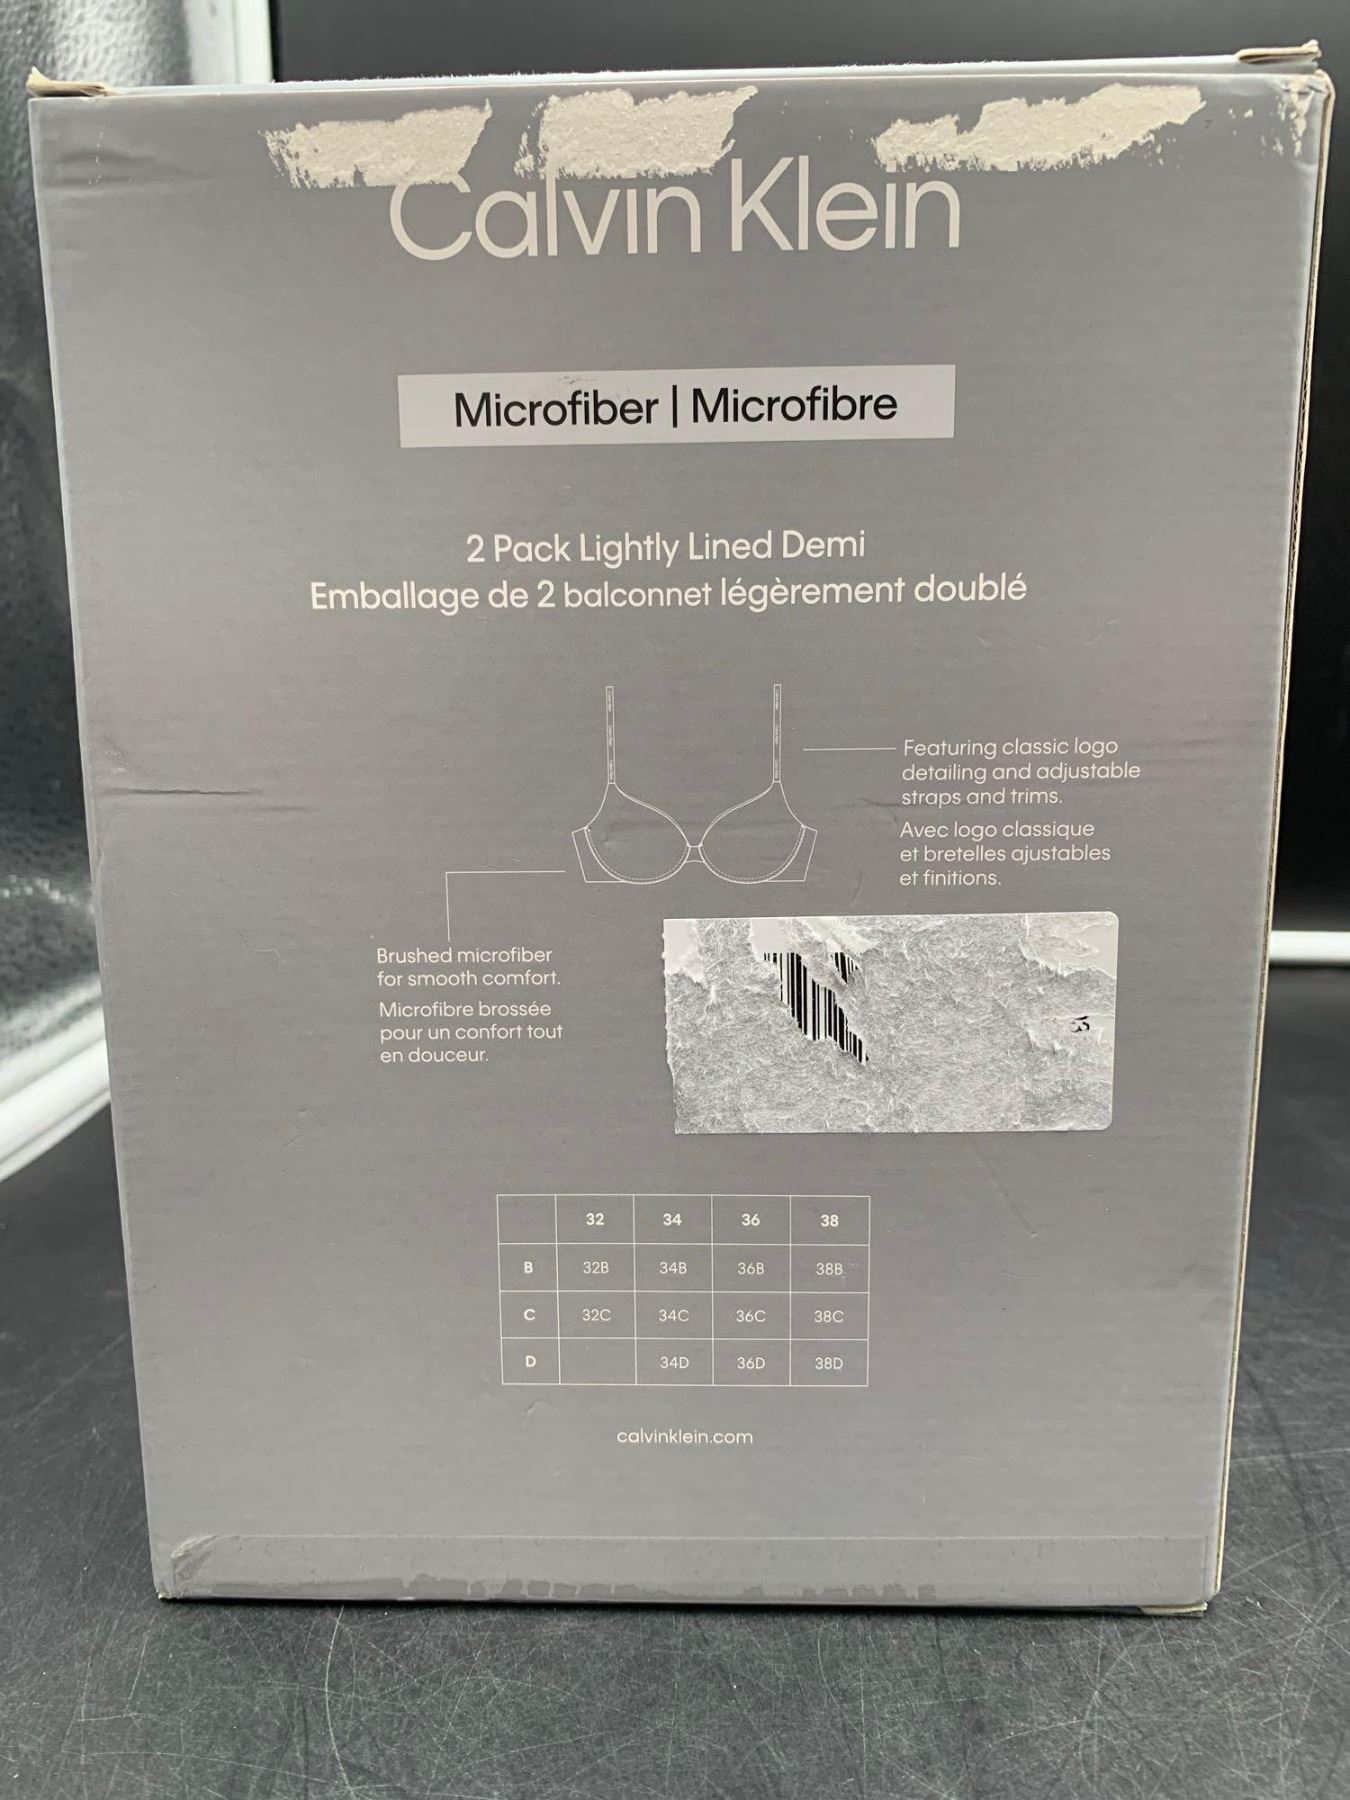 Calvin Klein
Microfiber | Microfibre
2 Pack Lightly Lined Demi
Emballage de 2 balconnet légèrement doublé
Featuring classic logo
detailing and adjustable
straps and trims.
Avec logo classique
et bretelles ajustables
et finitions.
Brushed microfiber
for smooth comfort.
Microfibre brossée
pour un confort tout
en douceur.
32 34 36 38
B 32B 34B 36B 38B
C 32C 34C 36C 38C
D 34D 36D 38D
calvinklein.com